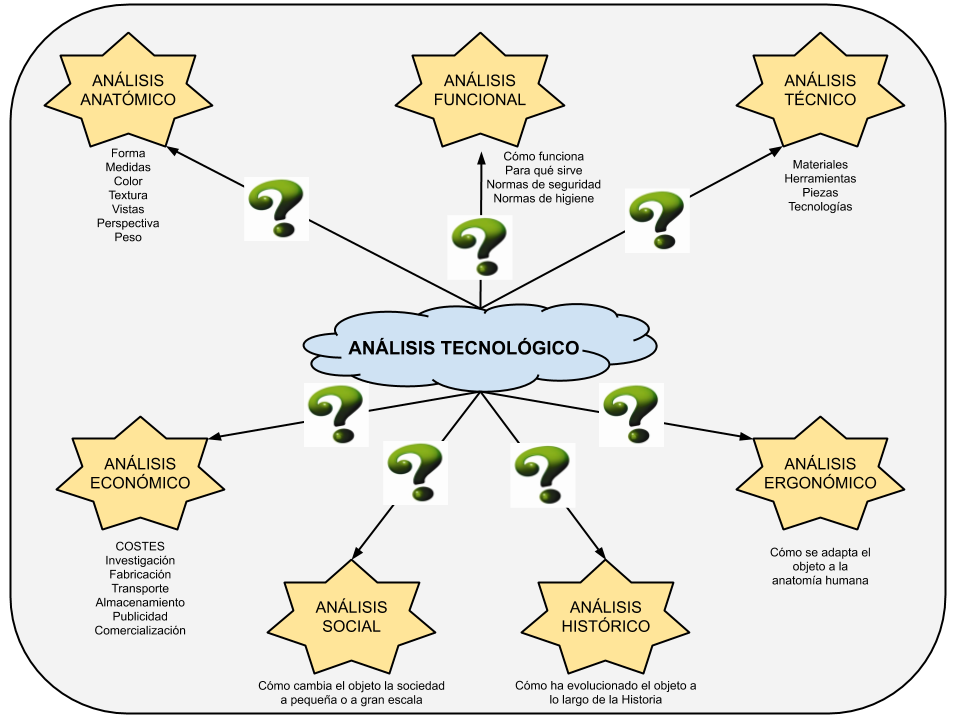 ANÁLISIS
ANATÓMICO
Forma
Medidas
Color
Textura
Vistas
Perspectiva
Peso
ANÁLISIS
FUNCIONAL
Cómo funciona
Para qué sirve
Normas de seguridad
Normas de higiene
ANÁLISIS
TÉCNICO
Materiales
Herramientas
Piezas
Tecnologías
?
?
?
ANÁLISIS TECNOLÓGICO
?
?
?
?
ANÁLISIS
ECONÓMICO
COSTES
Investigación
Fabricación
Transporte
Almacenamiento
Publicidad
Comercialización
ANÁLISIS
SOCIAL
Cómo cambia el objeto la sociedad
a pequeña o a gran escala
ANÁLISIS
HISTÓRICO
Cómo ha evolucionado el objeto a
lo largo de la Historia
ANÁLISIS
ERGONÓMICO
Cómo se adapta el
objeto a la
anatomía humana